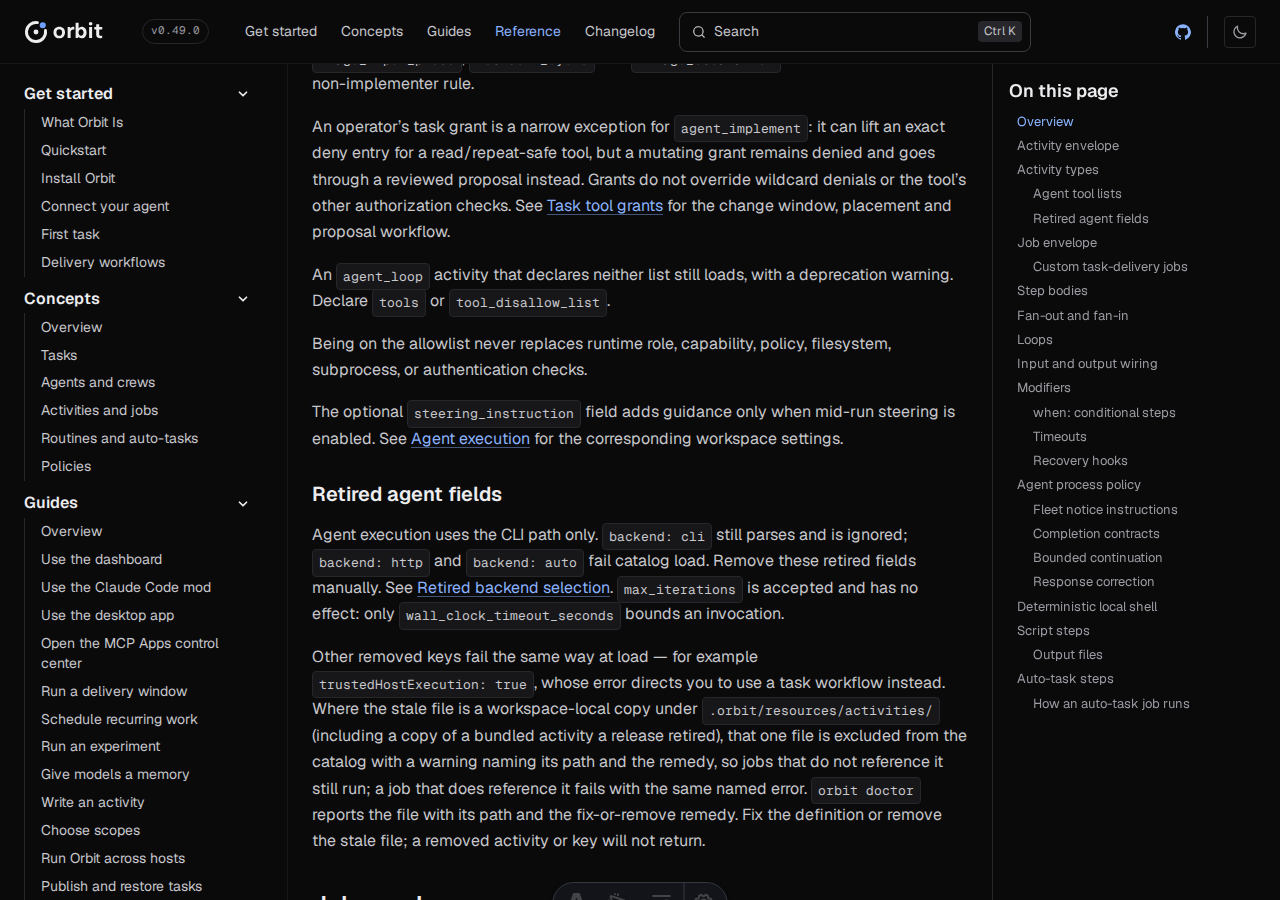 orbit
v0.49.0
Get started
Concepts
Guides
Reference
Changelog
Search
Ctrl K
Get started
What Orbit Is
Quickstart
Install Orbit
Connect your agent
First task
Delivery workflows
Concepts
Overview
Tasks
Agents and crews
Activities and jobs
Routines and auto-tasks
Policies
Guides
Overview
Use the dashboard
Use the Claude Code mod
Use the desktop app
Open the MCP Apps control
center
Run a delivery window
Schedule recurring work
Run an experiment
Give models a memory
Write an activity
Choose scopes
Run Orbit across hosts
Publish and restore tasks
non-implementer rule.
An operator’s task grant is a narrow exception for agent_implement: it can lift an exact
deny entry for a read/repeat-safe tool, but a mutating grant remains denied and goes
through a reviewed proposal instead. Grants do not override wildcard denials or the tool’s
other authorization checks. See Task tool grants for the change window, placement and
proposal workflow.
An agent_loop activity that declares neither list still loads, with a deprecation warning.
Declare tools or tool_disallow_list.
Being on the allowlist never replaces runtime role, capability, policy, filesystem,
subprocess, or authentication checks.
The optional steering_instruction field adds guidance only when mid-run steering is
enabled. See Agent execution for the corresponding workspace settings.
Retired agent fields
Agent execution uses the CLI path only. backend: cli still parses and is ignored;
backend: http and backend: auto fail catalog load. Remove these retired fields
manually. See Retired backend selection. max_iterations is accepted and has no
effect: only wall_clock_timeout_seconds bounds an invocation.
Other removed keys fail the same way at load — for example
trustedHostExecution: true, whose error directs you to use a task workflow instead.
Where the stale file is a workspace-local copy under .orbit/resources/activities/
(including a copy of a bundled activity a release retired), that one file is excluded from the
catalog with a warning naming its path and the remedy, so jobs that do not reference it
still run; a job that does reference it fails with the same named error. orbit doctor
reports the file with its path and the fix-or-remove remedy. Fix the definition or remove
the stale file; a removed activity or key will not return.
On this page
Overview
Activity envelope
Activity types
Agent tool lists
Retired agent fields
Job envelope
Custom task-delivery jobs
Step bodies
Fan-out and fan-in
Loops
Input and output wiring
Modifiers
when: conditional steps
Timeouts
Recovery hooks
Agent process policy
Fleet notice instructions
Completion contracts
Bounded continuation
Response correction
Deterministic local shell
Script steps
Output files
Auto-task steps
How an auto-task job runs